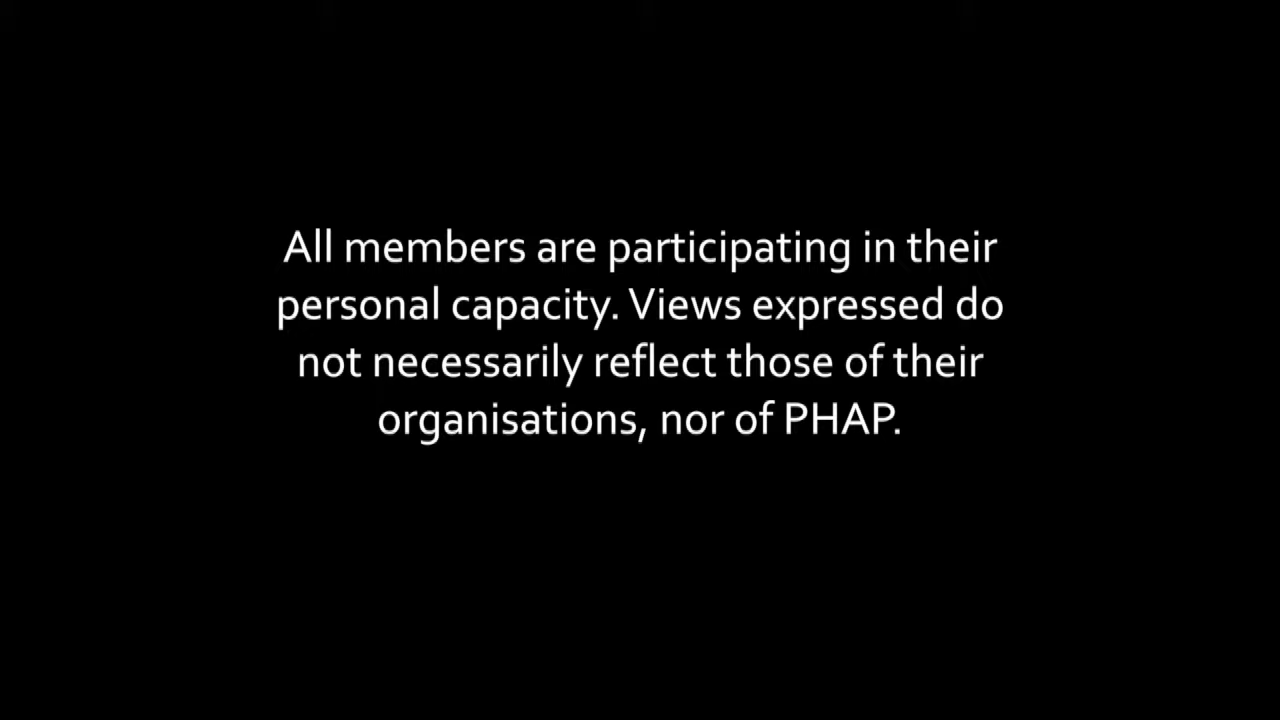 All members are participating in their
personal capacity. Views expressed do
not necessarily reflect those of their
organisations, nor of PHAP.